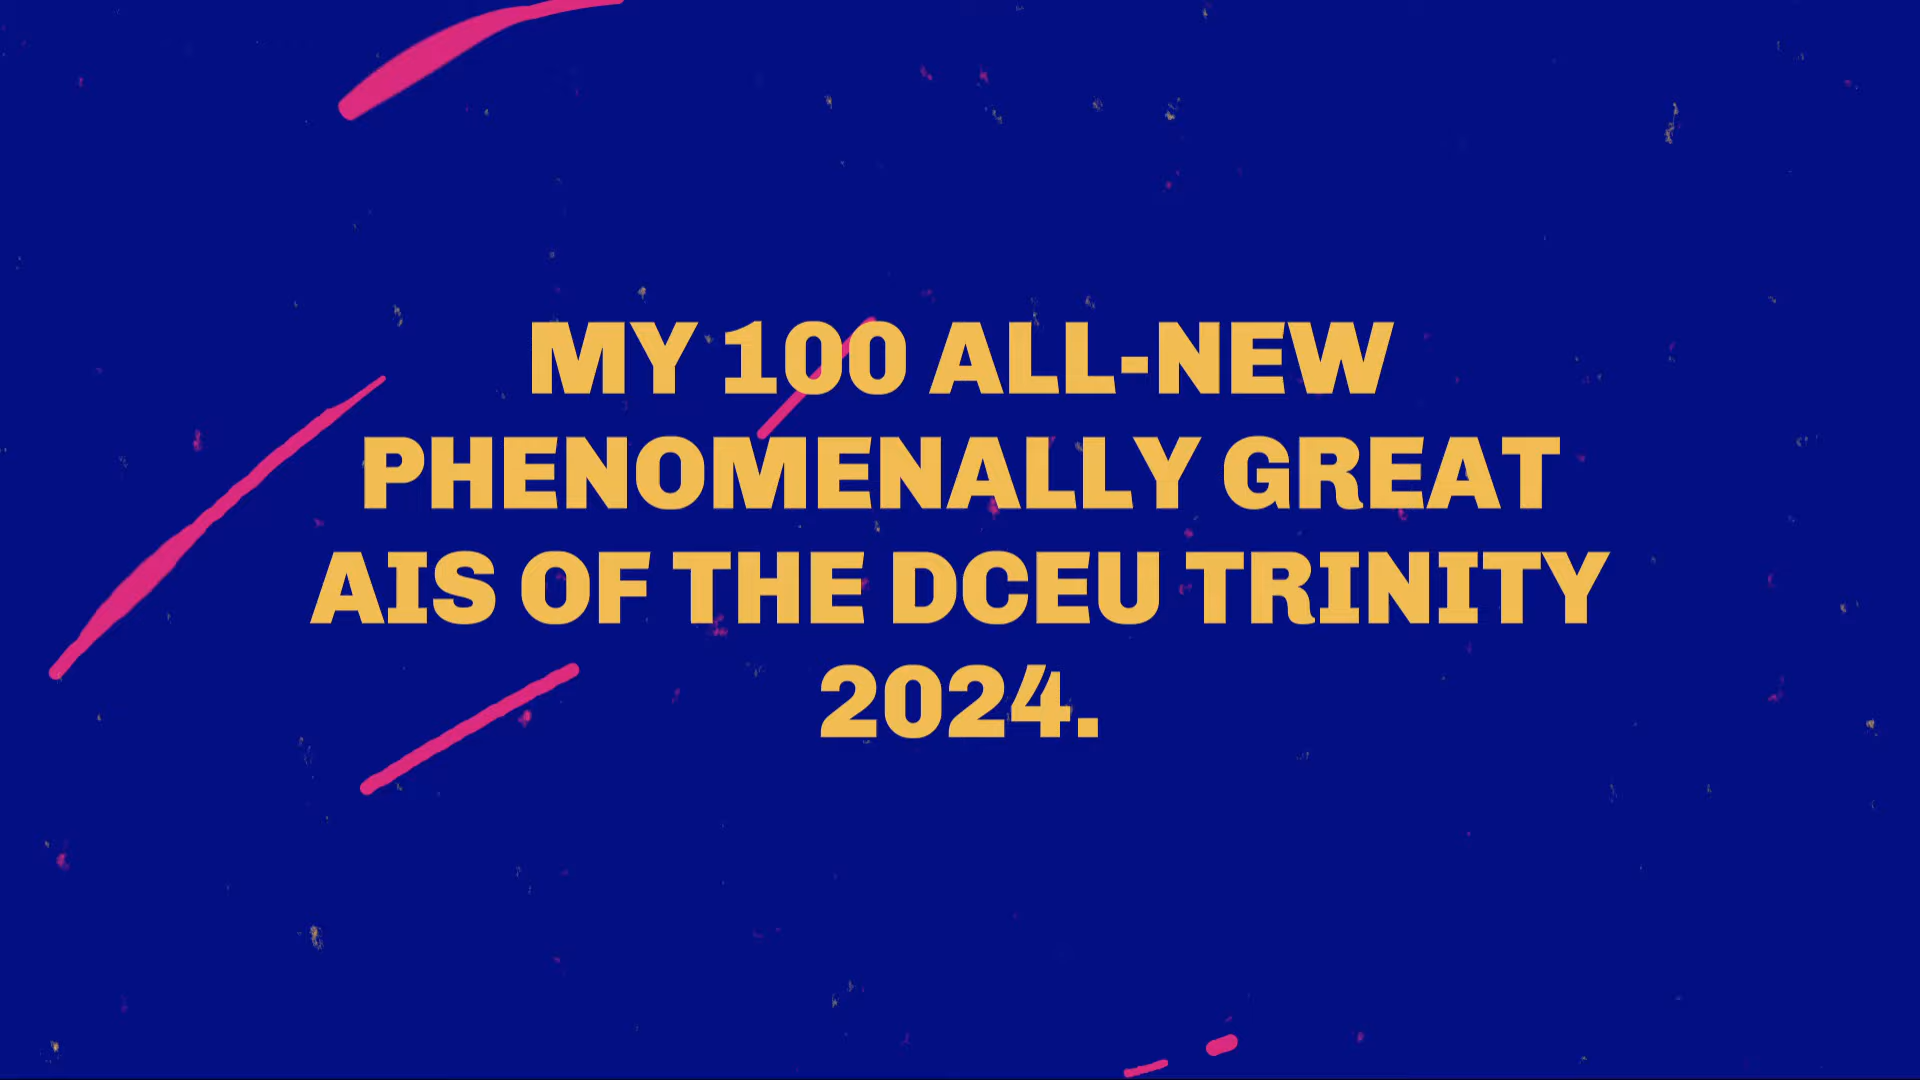 MY 100 ALL-NEW
PHENOMENALLY GREAT
AIS OF THE DCEU TRINITY
2024.